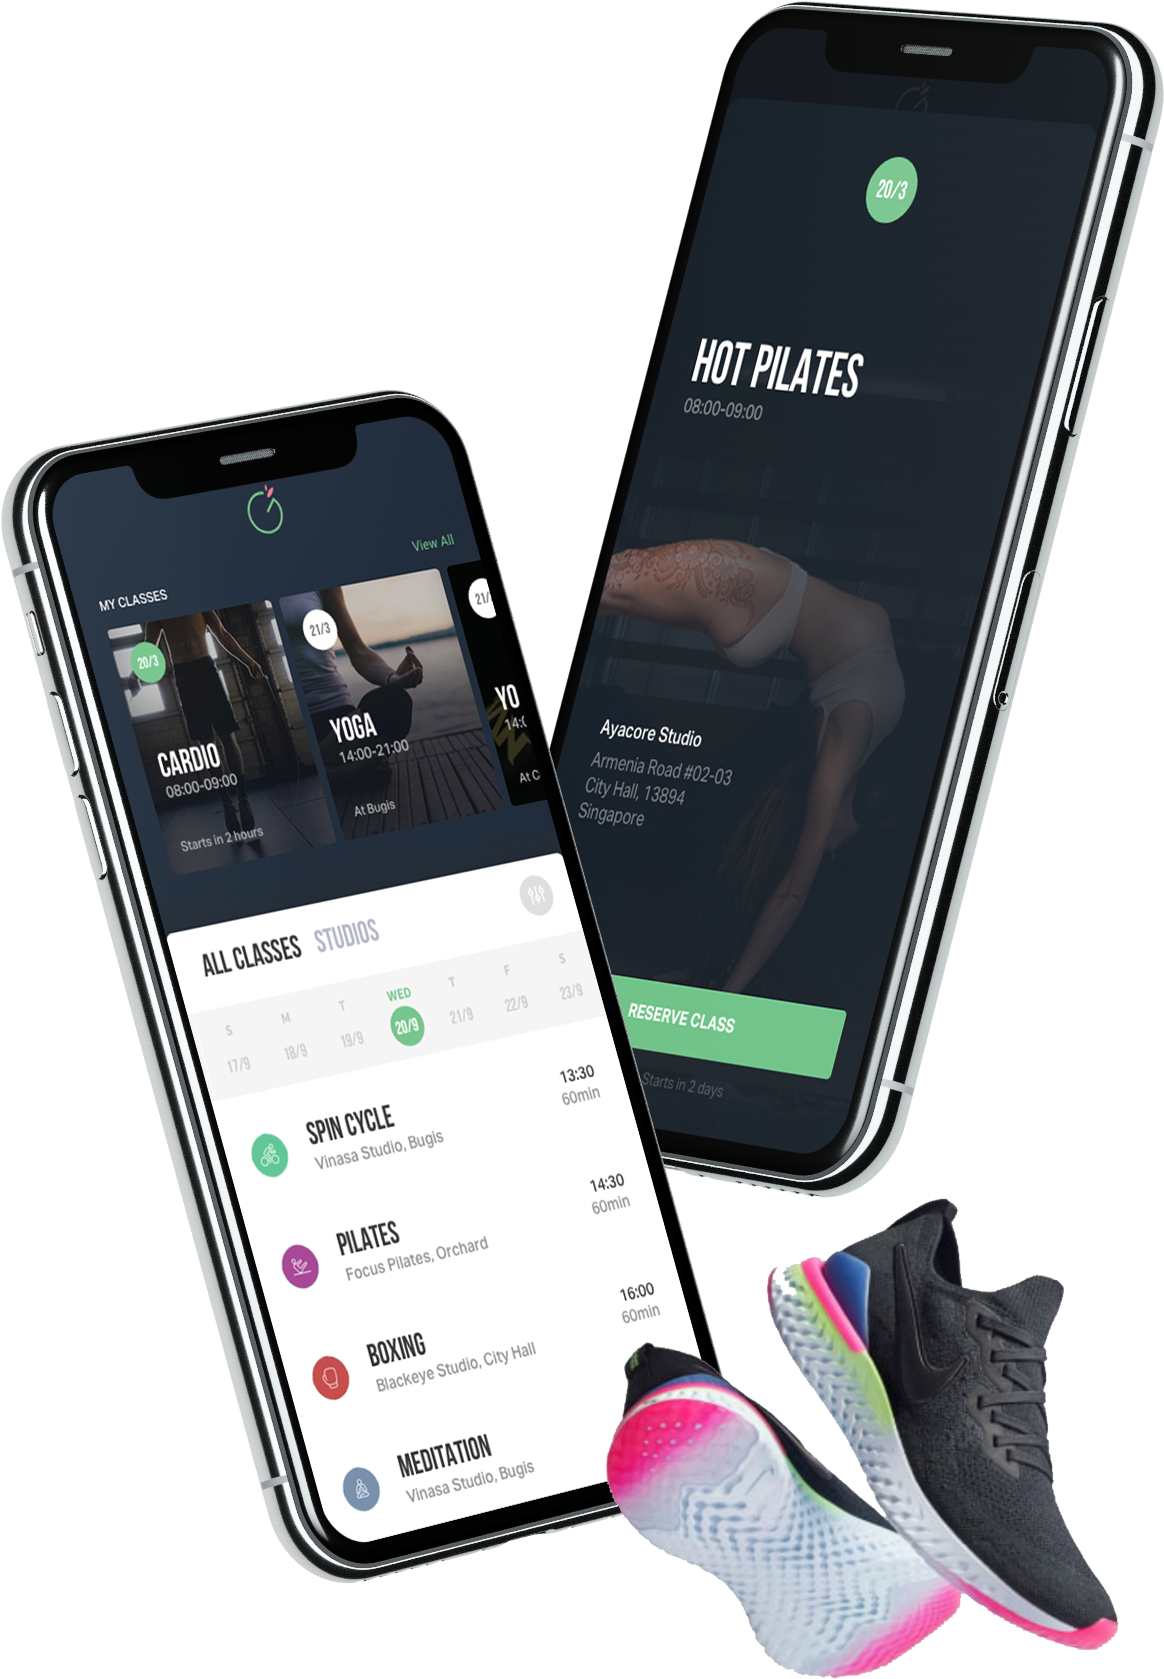 View All
MY CLASSES
20/3
CARDIO
08:00-09:00
Starts in 2 hours
21/3
YOGA
14:00-21:00
At Bugis
21/
YO
14:0
At C
ALL CLASSES STUDIOS
S M T WED T F S
17/9 18/9 19/9 20/9 21/9 22/9 23/9
SPIN CYCLE
Vinasa Studio, Bugis
13:30
60min
PILATES
Focus Pilates, Orchard
14:30
60min
BOXING
Blackeye Studio, City Hall
16:00
60min
MEDITATION
Vinasa Studio, Bugis
20/3
HOT PILATES
08:00-09:00
Ayacore Studio
Armenia Road #02-03
City Hall, 13894
Singapore
RESERVE CLASS
Starts in 2 days